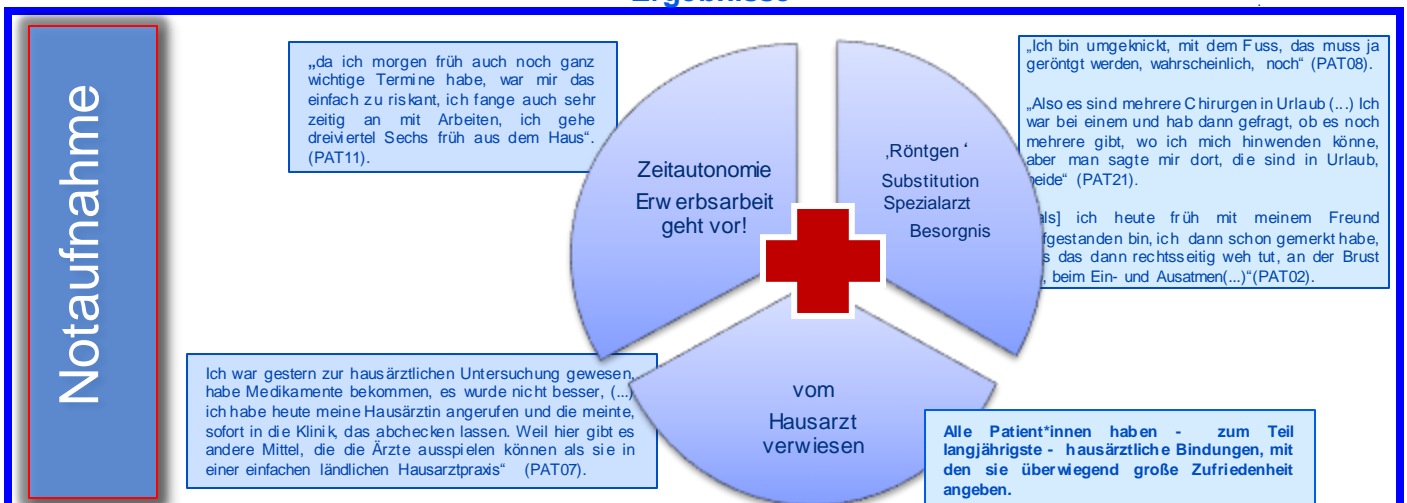 Ergebnisse
Notaufnahme
„da ich morgen früh auch noch ganz
wichtige Termine habe, war mir das
einfach zu riskant, ich fange auch sehr
zeitig an mit Arbeiten, ich gehe
dreiviertel Sechs früh aus dem Haus“.
(PAT11).
Zeitautonomie
Erwerbsarbeit
geht vor!
‚Röntgen‘
Substitution
Spezialarzt
Besorgnis
„Ich bin umgeknickt, mit dem Fuss, das muss ja
geröntgt werden, wahrscheinlich, noch“ (PAT08).
„Also es sind mehrere Chirurgen in Urlaub (...) Ich
war bei einem und hab dann gefragt, ob es noch
mehrere gibt, wo ich mich hinwenden könne,
aber man sagte mir dort, die sind in Urlaub,
beide“ (PAT21).
als] ich heute früh mit meinem Freund
fgestanden bin, ich dann schon gemerkt habe,
s das dann rechtsseitig weh tut, an der Brust
, beim Ein- und Ausatmen(...)“(PAT02).
Ich war gestern zur hausärztlichen Untersuchung gewesen,
habe Medikamente bekommen, es wurde nicht besser, (...)
ich habe heute meine Hausärztin angerufen und die meinte,
sofort in die Klinik, das abchecken lassen. Weil hier gibt es
andere Mittel, die die Ärzte ausspielen können als sie in
einer einfachen ländlichen Hausarztpraxis“ (PAT07).
vom
Hausarzt
verwiesen
Alle Patient*innen haben - zum Teil
langjährigste - hausärztliche Bindungen, mit
den sie überwiegend große Zufriedenheit
angeben.